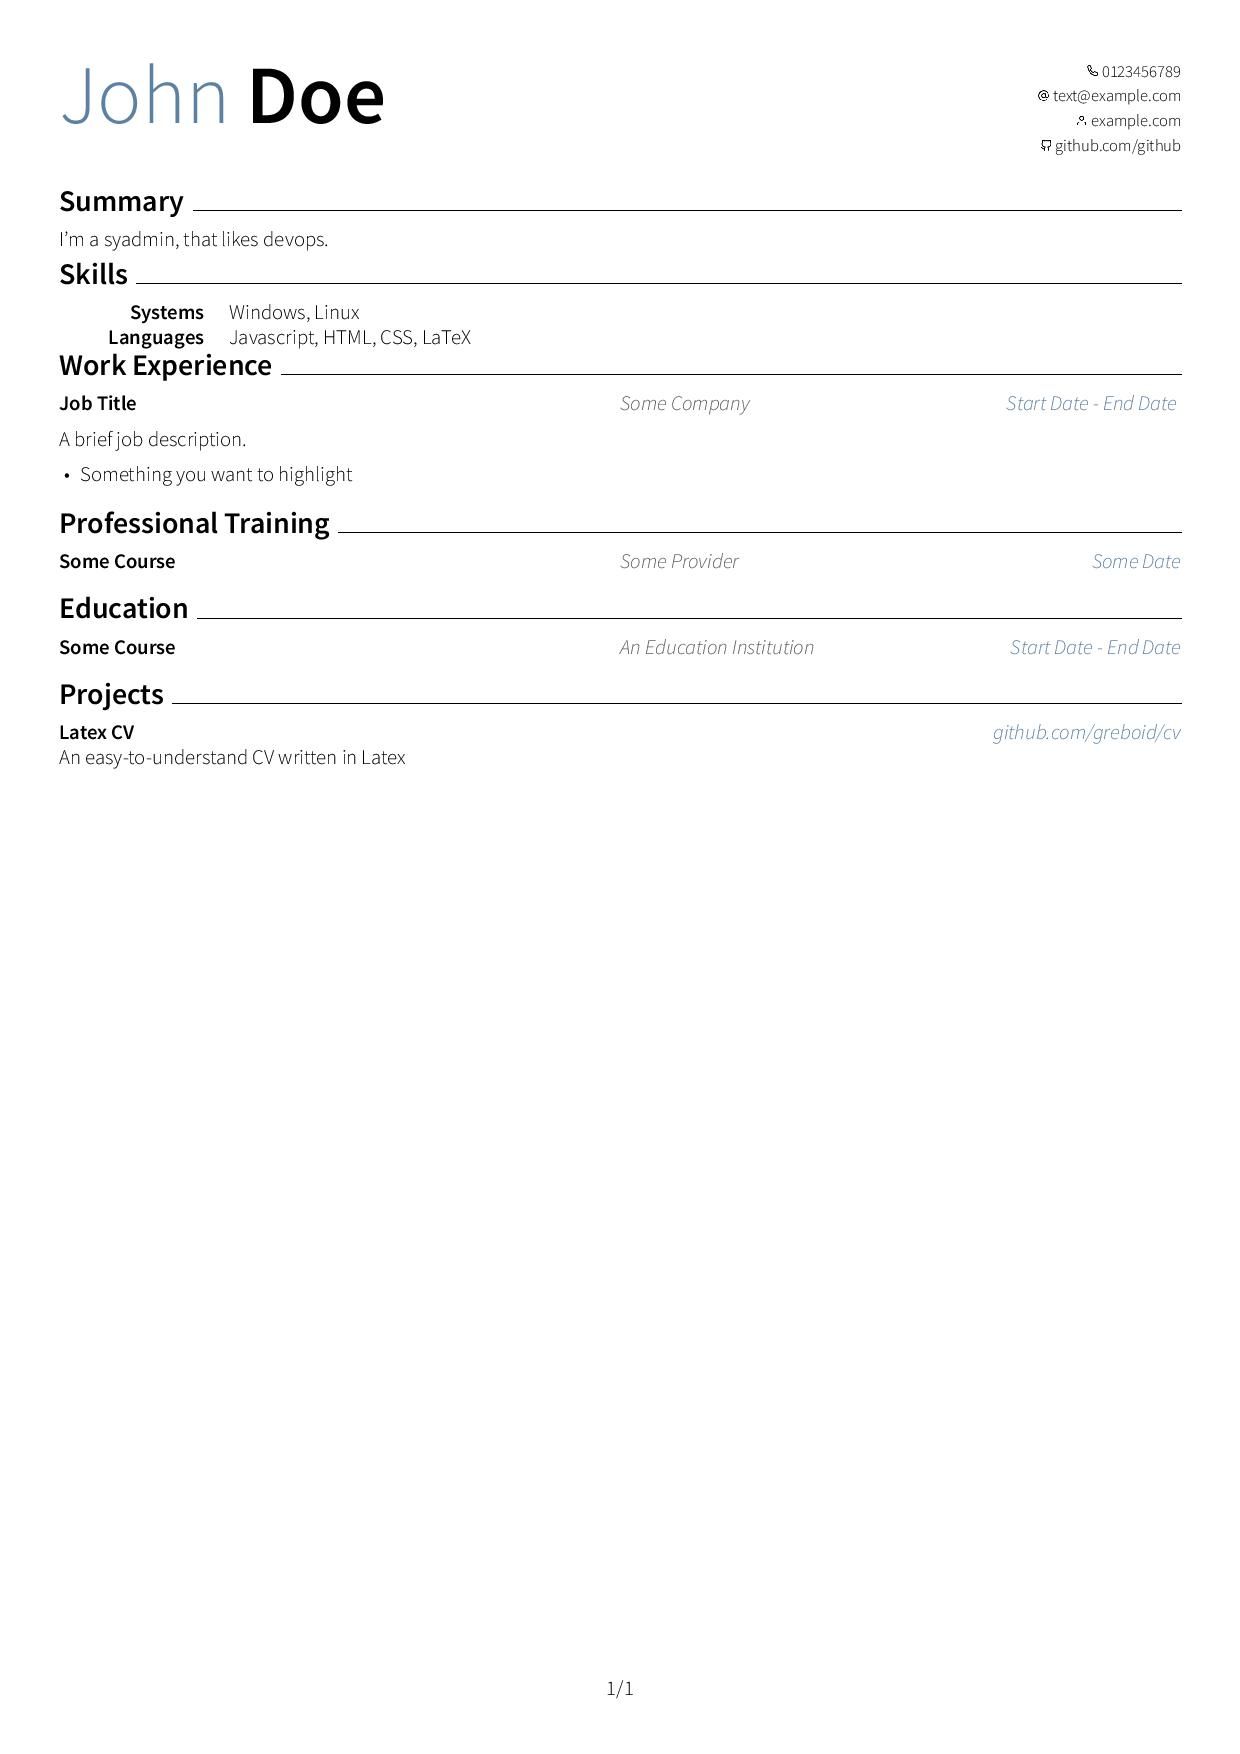 John Doe
0123456789
text@example.com
example.com
github.com/github
Summary
I’m a syadmin, that likes devops.
Skills
Systems Windows, Linux
Languages Javascript, HTML, CSS, LaTeX
Work Experience
Job Title Some Company Start Date - End Date
A brief job description.
• Something you want to highlight
Professional Training
Some Course Some Provider Some Date
Education
Some Course An Education Institution Start Date - End Date
Projects
Latex CV github.com/greboid/cv
An easy-to-understand CV written in Latex
1/1